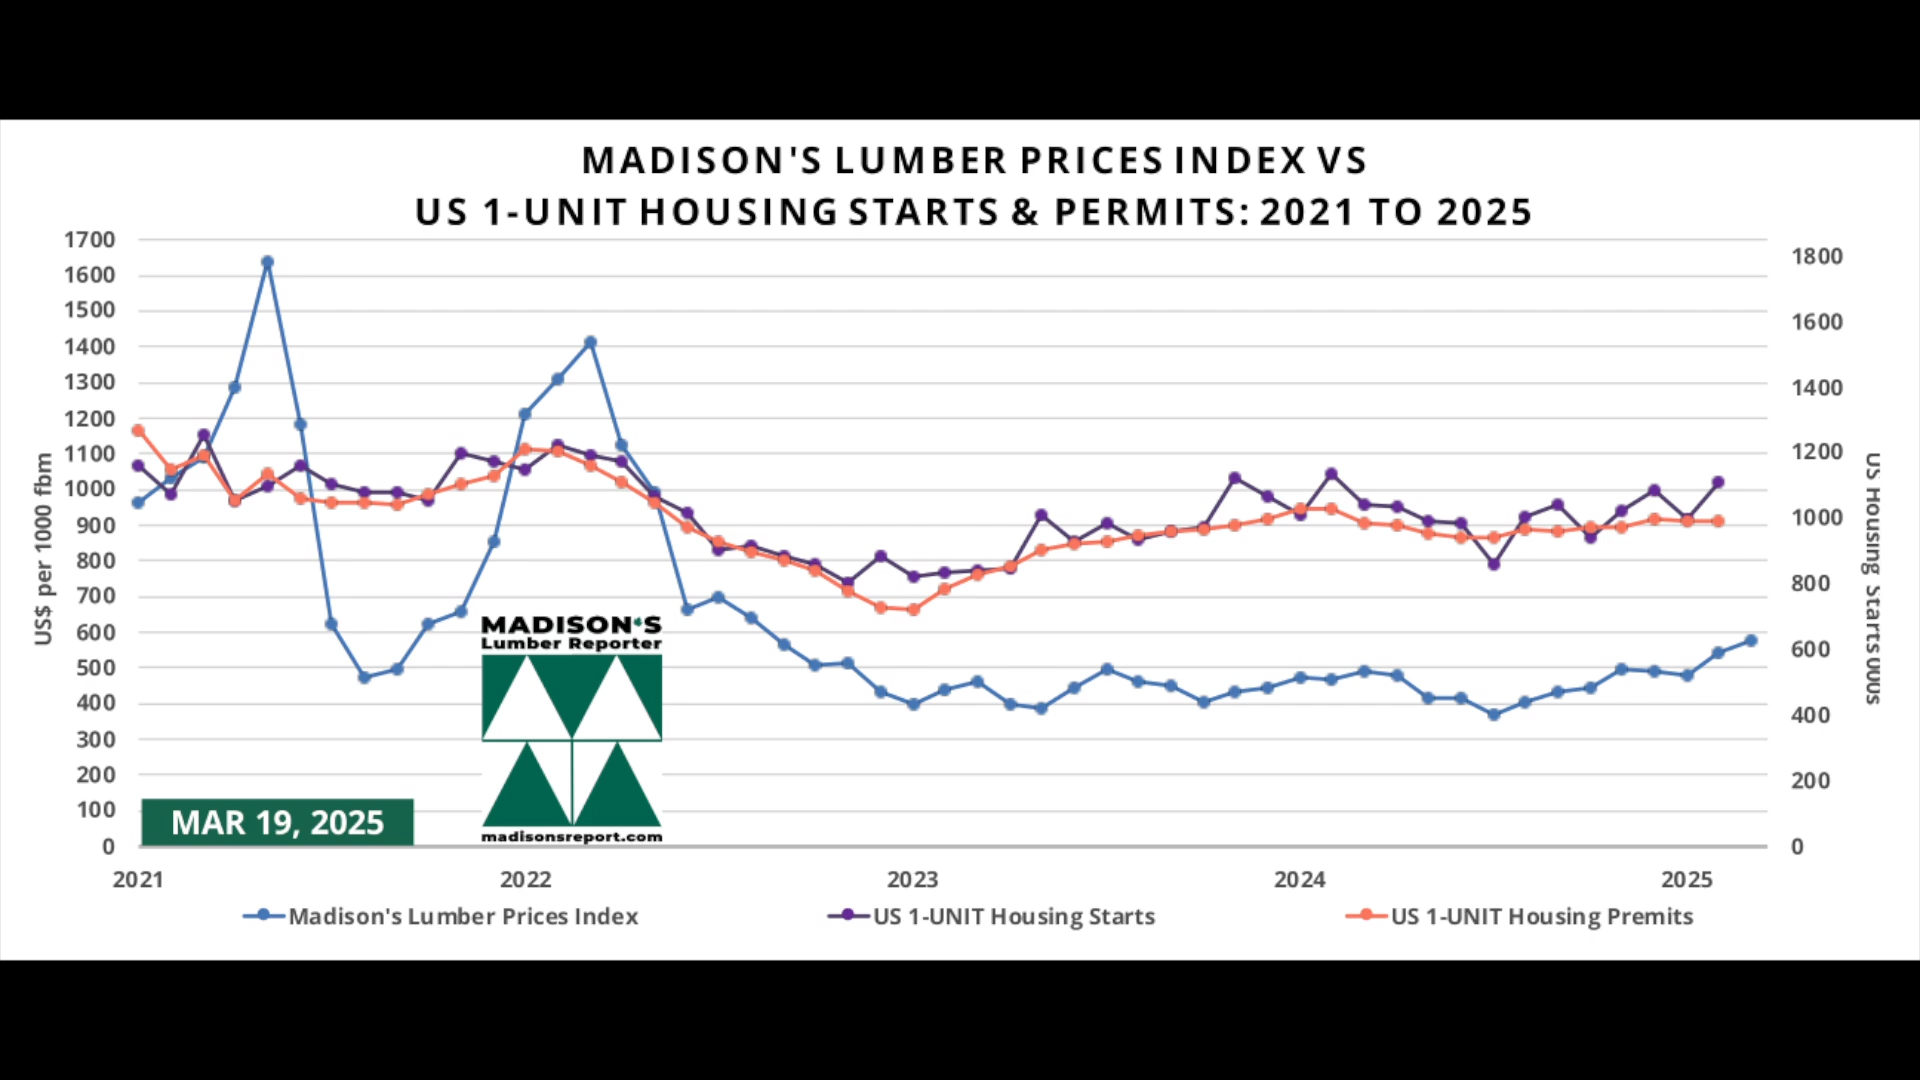 MADISON'S LUMBER PRICES INDEX VS
US 1-UNIT HOUSING STARTS & PERMITS: 2021 TO 2025
1700
1600
1500
1400
1300
1200
1100
1000
900
800
700
600
500
400
300
200
100
0
US$ per 1000 fbm
1800
1600
1400
1200
1000
800
600
400
200
0
US Housing Starts 000s
MADISON'S
Lumber Reporter
madisonsreport.com
MAR 19, 2025
2021 2022 2023 2024 2025
Madison's Lumber Prices Index US 1-UNIT Housing Starts US 1-UNIT Housing Premits